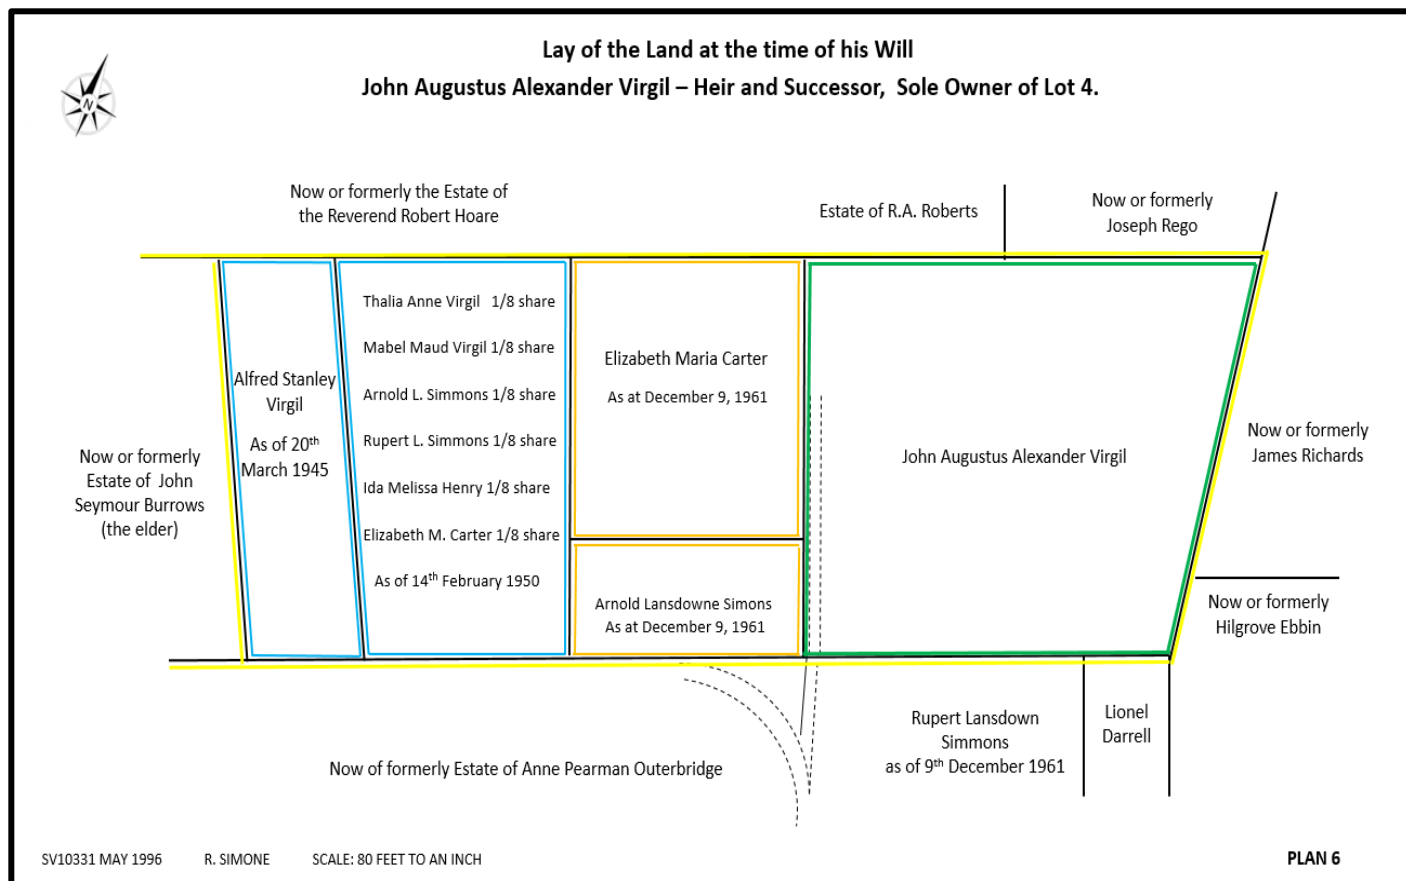 Lay of the Land at the time of his Will
John Augustus Alexander Virgil – Heir and Successor, Sole Owner of Lot 4.
N
Now or formerly the Estate of
the Reverend Robert Hoare
Estate of R.A. Roberts
Now or formerly
Joseph Rego
Thalia Anne Virgil 1/8 share
Mabel Maud Virgil 1/8 share
Arnold L. Simmons 1/8 share
Rupert L. Simmons 1/8 share
Ida Melissa Henry 1/8 share
Elizabeth M. Carter 1/8 share
As of 14th February 1950
Alfred Stanley
Virgil
As of 20th
March 1945
Elizabeth Maria Carter
As at December 9, 1961
John Augustus Alexander Virgil
Now or formerly
James Richards
Now or formerly
Estate of John
Seymour Burrows
(the elder)
Arnold Lansdowne Simons
As at December 9, 1961
Now or formerly
Hilgrove Ebbin
Rupert Lansdown
Simmons
as of 9th December 1961
Lionel
Darrell
Now of formerly Estate of Anne Pearman Outerbridge
SV10331 MAY 1996 R. SIMONE SCALE: 80 FEET TO AN INCH
PLAN 6